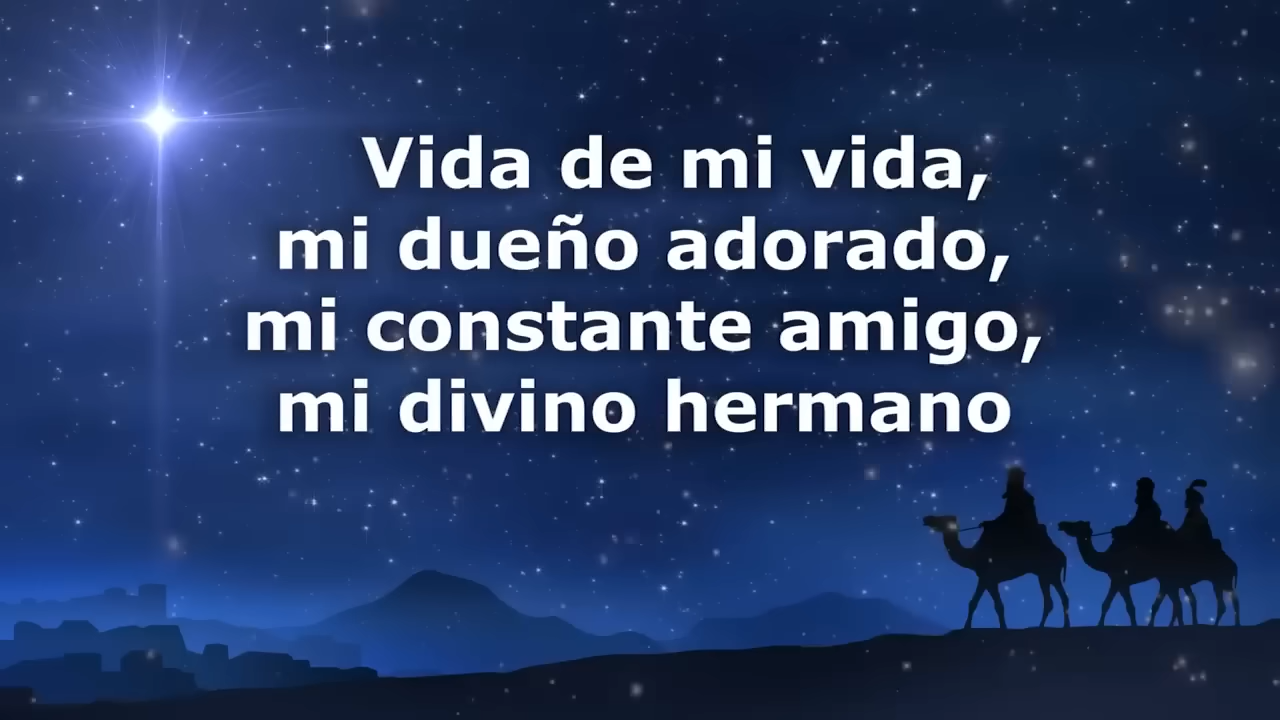 Vida de mi vida,
mi dueño adorado,
mi constante amigo,
mi divino hermano